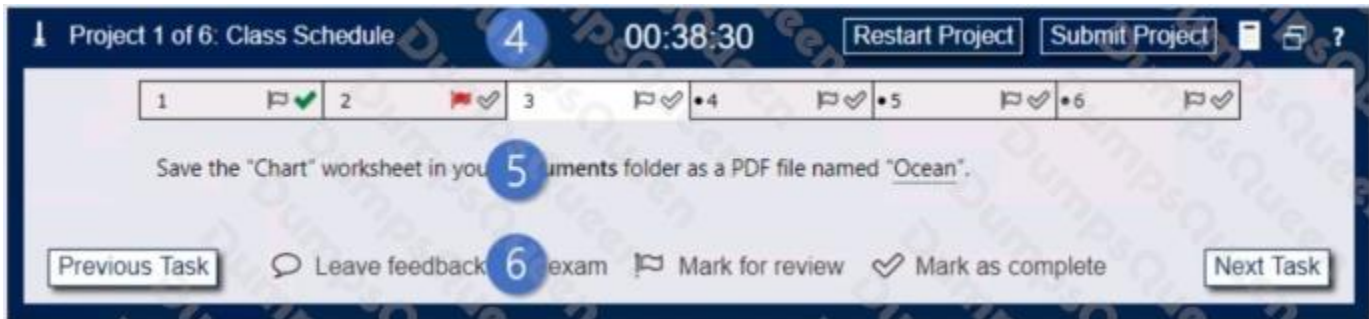 Project 1 of 6: Class Schedule 4 00:38:30 Restart Project Submit Project ?
1 2 3 •4 •5 •6
Save the "Chart" worksheet in you 5 uments folder as a PDF file named "Ocean".
Previous Task Leave feedback 6 exam Mark for review Mark as complete Next Task
DumpsQueen